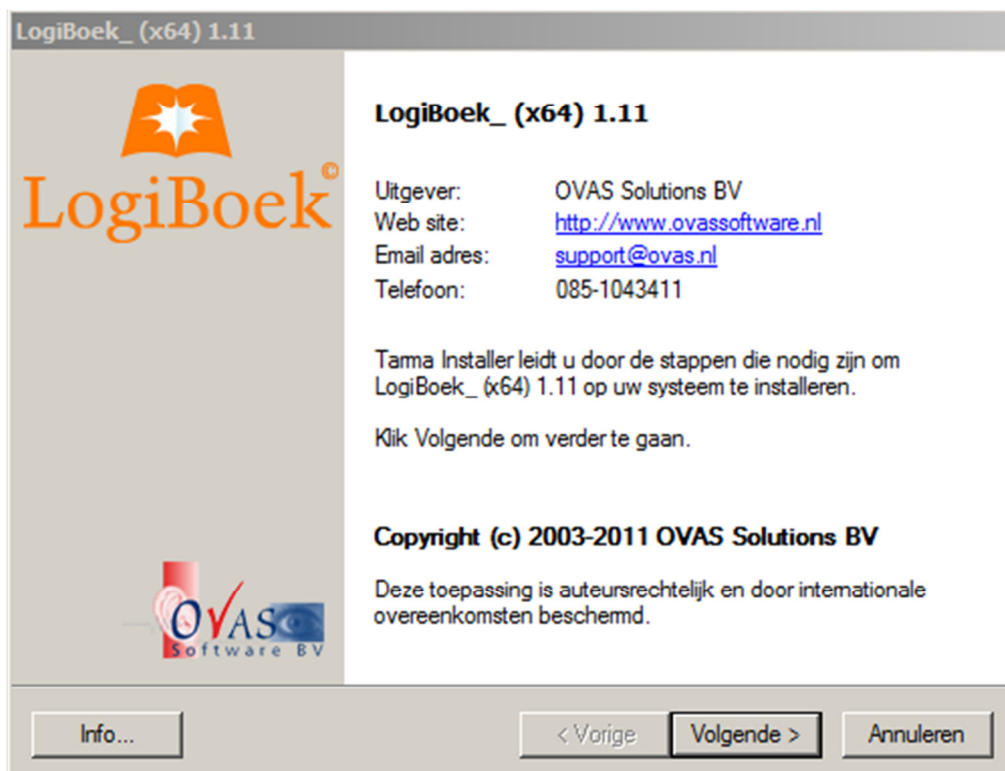 LogiBoek_ (x64) 1.11
LogiBoek©
LogiBoek_ (x64) 1.11
Uitgever: OVAS Solutions BV
Web site: http://www.ovassoftware.nl
Email adres: support@ovas.nl
Telefoon: 085-1043411
Tarma Installer leidt u door de stappen die nodig zijn om
LogiBoek_ (x64) 1.11 op uw systeem te installeren.
Klik Volgende om verder te gaan.
Copyright (c) 2003-2011 OVAS Solutions BV
Deze toepassing is auteursrechtelijk en door internationale
overeenkomsten beschermd.
OVAS
Software BV
Info... < Vorige Volgende > Annuleren